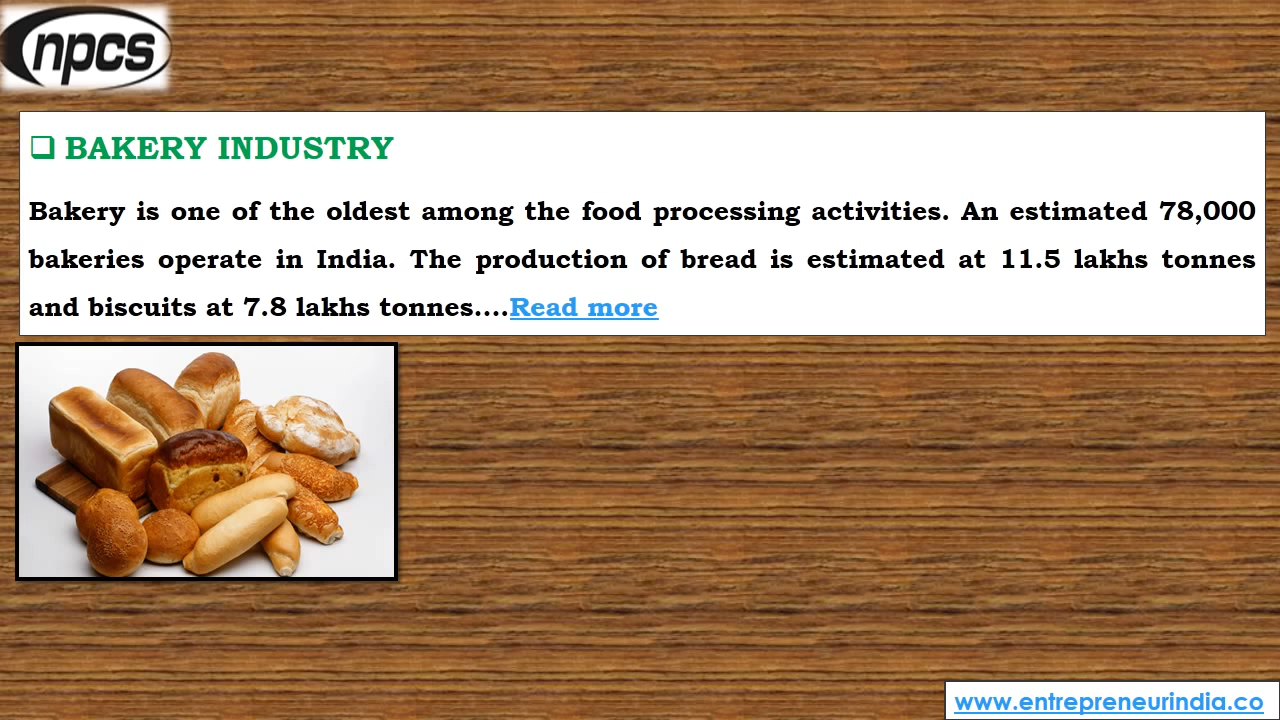 npcs
❑ BAKERY INDUSTRY
Bakery is one of the oldest among the food processing activities. An estimated 78,000
bakeries operate in India. The production of bread is estimated at 11.5 lakhs tonnes
and biscuits at 7.8 lakhs tonnes....Read more
www.entrepreneurindia.co